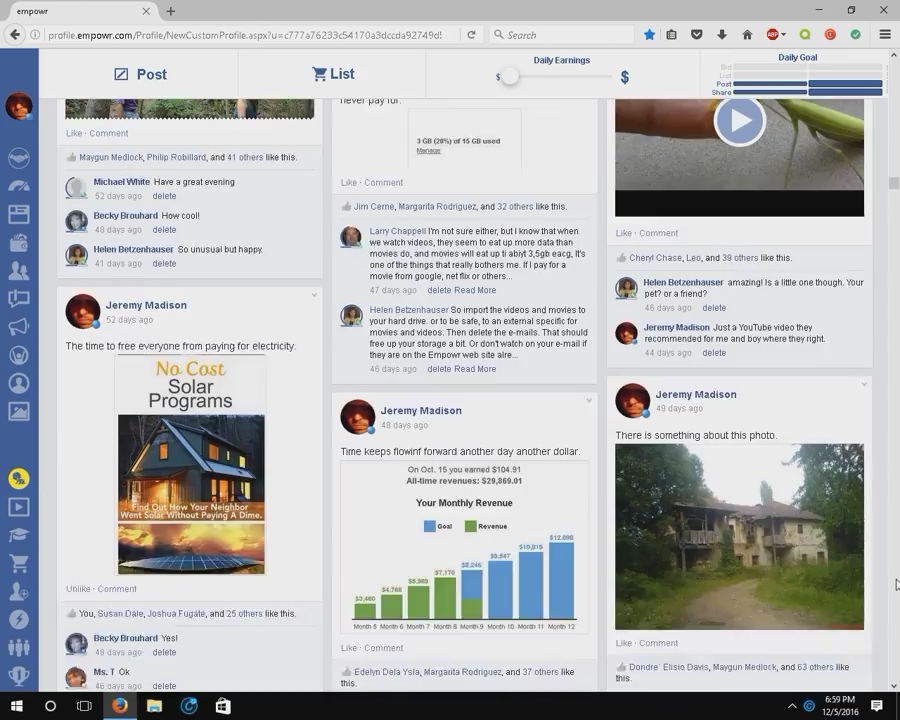 empowr
profile.empowr.com/Profile/NewCustomProfile.aspx?u=c777a76233c54170a3dccda92749d!
Search
ABP
Post
List
Daily Earnings
$
$
Daily Goal
Bid
List
Post
Share
Like · Comment
Maygun Medlock, Philip Robillard, and 41 others like this.
Michael White Have a great evening
52 days ago delete
Becky Brouhard How cool!
48 days ago delete
Helen Betzenhauser So unusual but happy.
41 days ago delete
Jeremy Madison
52 days ago
The time to free everyone from paying for electricity.
No Cost
Solar
Programs
Find Out How Your Neighbor
Went Solar Without Paying A Dime.
Unlike · Comment
You, Susan Dale, Joshua Fugate, and 25 others like this.
Becky Brouhard Yes!
48 days ago delete
Ms. T Ok
46 days ago delete
never pay for.
3 GB (20%) of 15 GB used
Manage
Like · Comment
Jim Cerne, Margarita Rodriguez, and 32 others like this.
Larry Chappell I'm not sure either, but I know that when
we watch videos, they seem to eat up more data than
movies do, and movies will eat up ti abiyt 3,5gb eacg, It's
one of the things that really bothers me. If I pay for a
movie from google, net flix or others...
47 days ago delete Read More
Helen Betzenhauser So import the videos and movies to
your hard drive. or to be safe, to an external specific for
movies and videos. Then delete the e-mails. That should
free up your storage a bit. Or don't watch on your e-mail if
they are on the Empowr web site alre...
46 days ago delete Read More
Jeremy Madison
48 days ago
Time keeps flowinf forward another day another dollar.
On Oct. 15 you earned $104.91
All-time revenues: $29,869.01
Your Monthly Revenue
Goal Revenue
$3,460 $4,768 $5,969 $7,170 $8,246 $9,547 $10,819 $12,098
Month 5 Month 6 Month 7 Month 8 Month 9 Month 10 Month 11 Month 12
Like · Comment
Edelyn Dela Ysla, Margarita Rodriguez, and 37 others like
this.
Like · Comment
Cheryl Chase, Leo, and 39 others like this.
Helen Betzenhauser amazing! Is a little one though. Your
pet? or a friend?
46 days ago delete
Jeremy Madison Just a YouTube video they
recommended for me and boy where they right.
44 days ago delete
Jeremy Madison
49 days ago
There is something about this photo.
Like · Comment
Dondre' Elisio Davis, Maygun Medlock, and 63 others like
this.
6:59 PM
12/5/2016